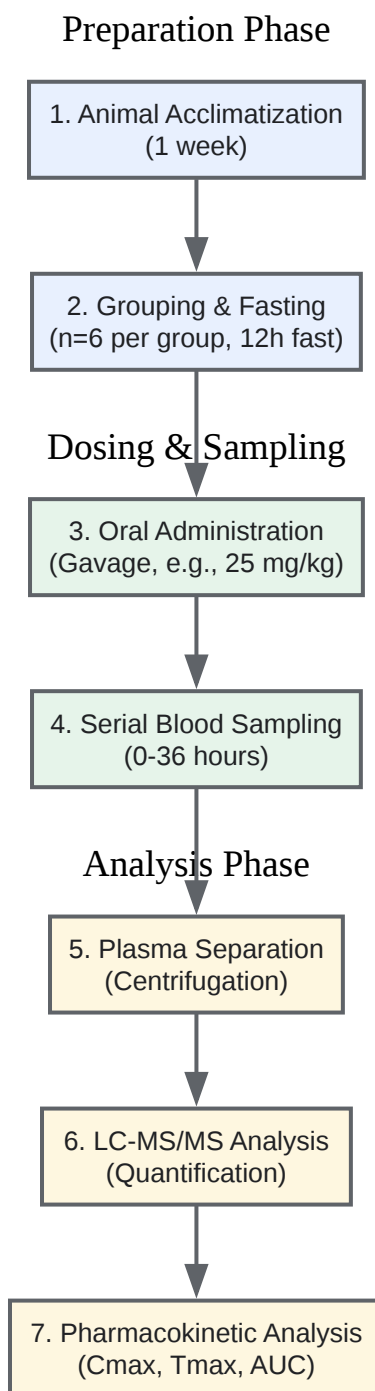 Preparation Phase
1. Animal Acclimatization
(1 week)
2. Grouping & Fasting
(n=6 per group, 12h fast)
Dosing & Sampling
3. Oral Administration
(Gavage, e.g., 25 mg/kg)
4. Serial Blood Sampling
(0-36 hours)
Analysis Phase
5. Plasma Separation
(Centrifugation)
6. LC-MS/MS Analysis
(Quantification)
7. Pharmacokinetic Analysis
(Cmax, Tmax, AUC)